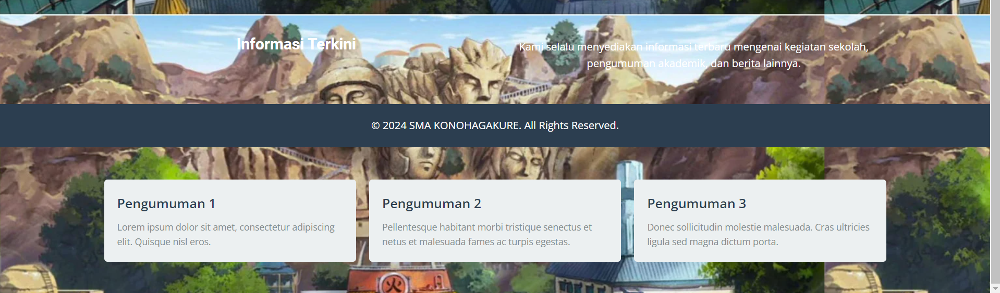 Informasi Terkini
Kami selalu menyediakan informasi terbaru mengenai kegiatan sekolah,
pengumuman akademik, dan berita lainnya.
© 2024 SMA KONOHAGAKURE. All Rights Reserved.
Pengumuman 1
Lorem ipsum dolor sit amet, consectetur adipiscing
elit. Quisque nisl eros.
Pengumuman 2
Pellentesque habitant morbi tristique senectus et
netus et malesuada fames ac turpis egestas.
Pengumuman 3
Donec sollicitudin molestie malesuada. Cras ultricies
ligula sed magna dictum porta.
火